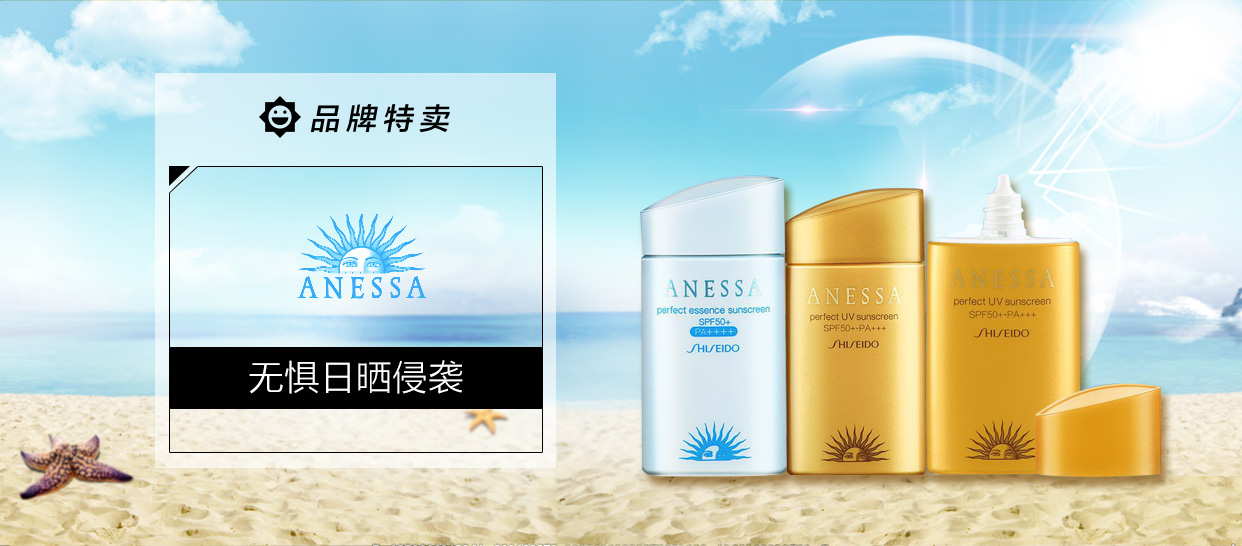 品牌特卖
ANESSA
无惧日晒侵袭
ANESSA
perfect essence sunscreen
SPF50+
PA++++
SHISEIDO
ANESSA
perfect UV sunscreen
SPF50+·PA+++
SHISEIDO
ANESSA
perfect UV sunscreen
SPF50+·PA+++
SHISEIDO